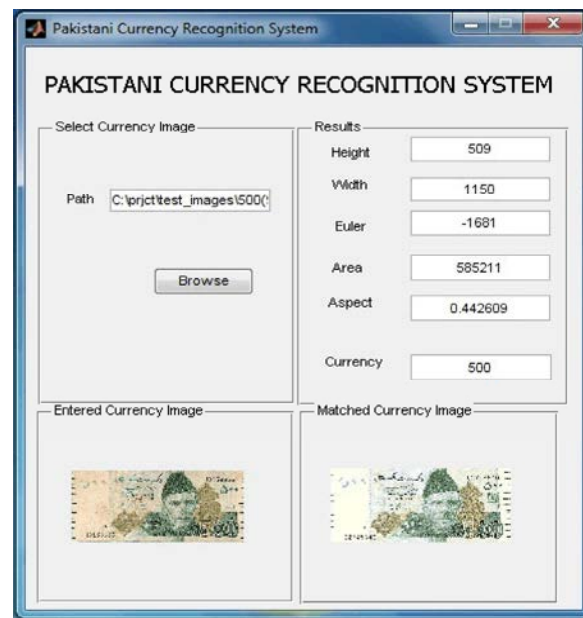 Pakistani Currency Recognition System
PAKISTANI CURRENCY RECOGNITION SYSTEM
Select Currency Image
Path C:\prjct\test_images\500(
Browse
Results
Height 509
Width 1150
Euler -1681
Area 585211
Aspect 0.442609
Currency 500
Entered Currency Image
Matched Currency Image